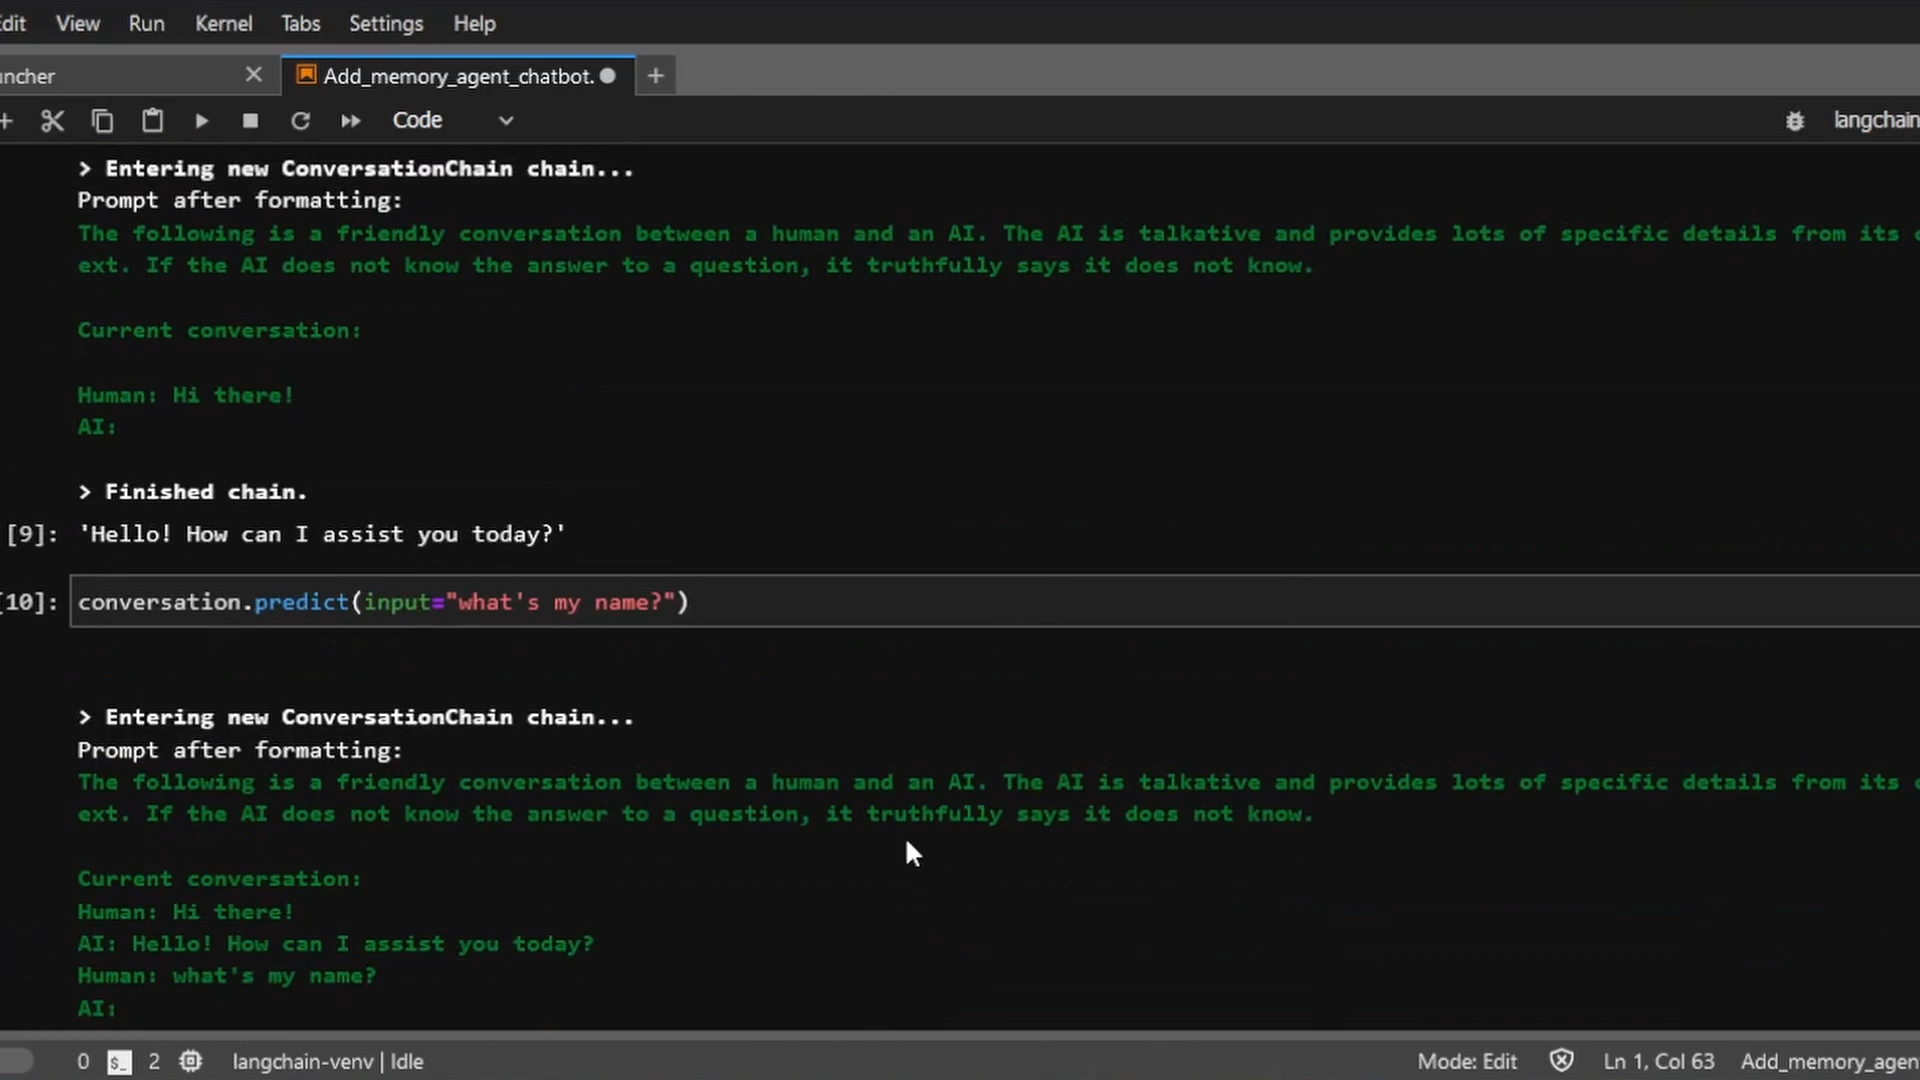 View Run Kernel Tabs Settings Help
Add_memory_agent_chatbot.
Code langchain
> Entering new ConversationChain chain...
Prompt after formatting:
The following is a friendly conversation between a human and an AI. The AI is talkative and provides lots of specific details from its
ext. If the AI does not know the answer to a question, it truthfully says it does not know.
Current conversation:
Human: Hi there!
AI:
> Finished chain.
[9]: 'Hello! How can I assist you today?'
[10]: conversation.predict(input="what's my name?")
> Entering new ConversationChain chain...
Prompt after formatting:
The following is a friendly conversation between a human and an AI. The AI is talkative and provides lots of specific details from its
ext. If the AI does not know the answer to a question, it truthfully says it does not know.
Current conversation:
Human: Hi there!
AI: Hello! How can I assist you today?
Human: what's my name?
AI:
0 $_ 2 langchain-venv | Idle Mode: Edit Ln 1, Col 63 Add_memory_agen